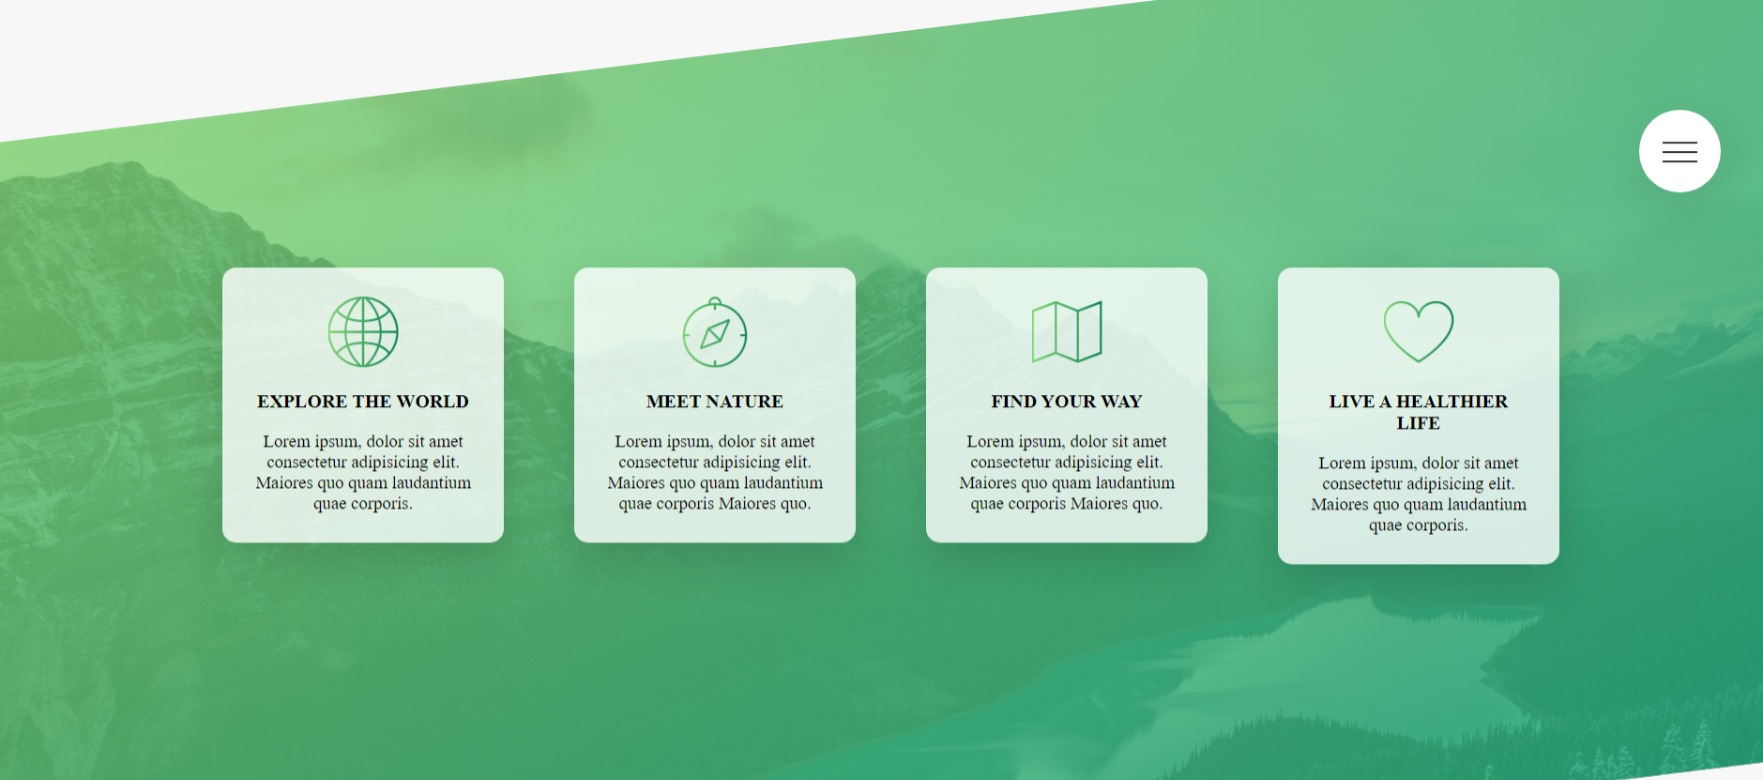 EXPLORE THE WORLD
Lorem ipsum, dolor sit amet
consectetur adipisicing elit.
Maiores quo quam laudantium
quae corporis.
MEET NATURE
Lorem ipsum, dolor sit amet
consectetur adipisicing elit.
Maiores quo quam laudantium
quae corporis Maiores quo.
FIND YOUR WAY
Lorem ipsum, dolor sit amet
consectetur adipisicing elit.
Maiores quo quam laudantium
quae corporis Maiores quo.
LIVE A HEALTHIER
LIFE
Lorem ipsum, dolor sit amet
consectetur adipisicing elit.
Maiores quo quam laudantium
quae corporis.